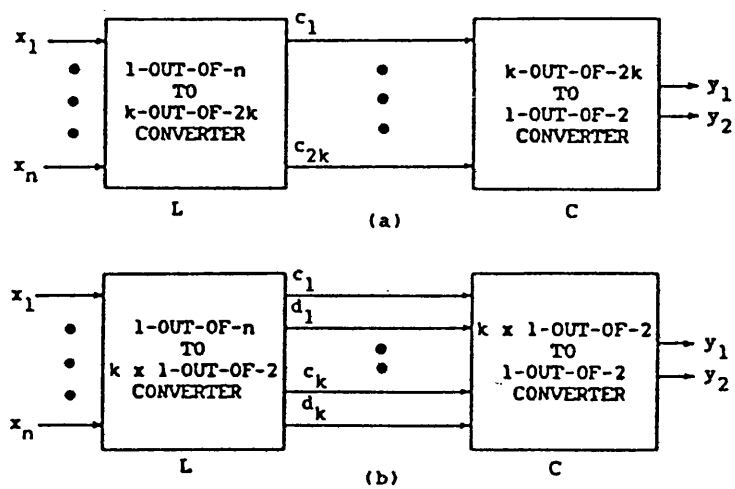 x1 c1
1-OUT-OF-n k-OUT-OF-2k
TO TO y1
k-OUT-OF-2k 1-OUT-OF-2 y2
CONVERTER CONVERTER
xn c2k
L C
(a)
x1 c1
d1
1-OUT-OF-n k x 1-OUT-OF-2
TO TO y1
k x 1-OUT-OF-2 1-OUT-OF-2 y2
CONVERTER CONVERTER
ck
xn dk
L C
(b)